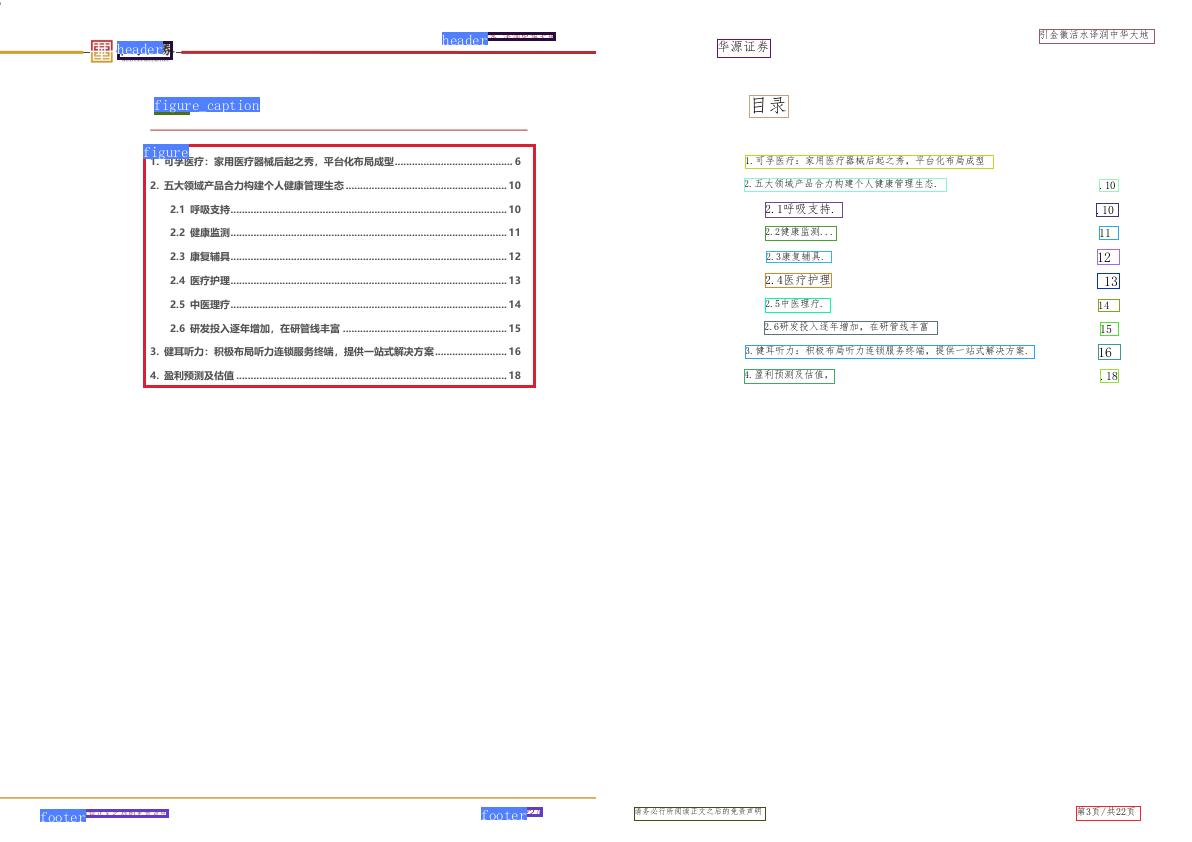 header
header
figure_caption
figure
1. 可孚医疗：家用医疗器械后起之秀，平台化布局成型........ 6
2. 五大领域产品合力构建个人健康管理生态........ 10
2.1 呼吸支持........ 10
2.2 健康监测........ 11
2.3 康复辅具........ 12
2.4 医疗护理........ 13
2.5 中医理疗........ 14
2.6 研发投入逐年增加，在研管线丰富........ 15
3. 健耳听力：积极布局听力连锁服务终端，提供一站式解决方案........ 16
4. 盈利预测及估值........ 18
footer
footer
华源证券
引金徽活水译润中华大地
目录
1.可孚医疗：家用医疗器械后起之秀，平台化布局成型
2.五大领域产品合力构建个人健康管理生态. .10
2.1呼吸支持. .10
2.2健康监测... 11
2.3康复辅具. 12
2.4医疗护理 13
2.5中医理疗. 14
2.6研发投入逐年增加，在研管线丰富 15
3.健耳听力：积极布局听力连锁服务终端，提供一站式解决方案. 16
4.盈利预测及估值。 .18
请务必行所阅读正文之后的免责声明
第3页/共22页